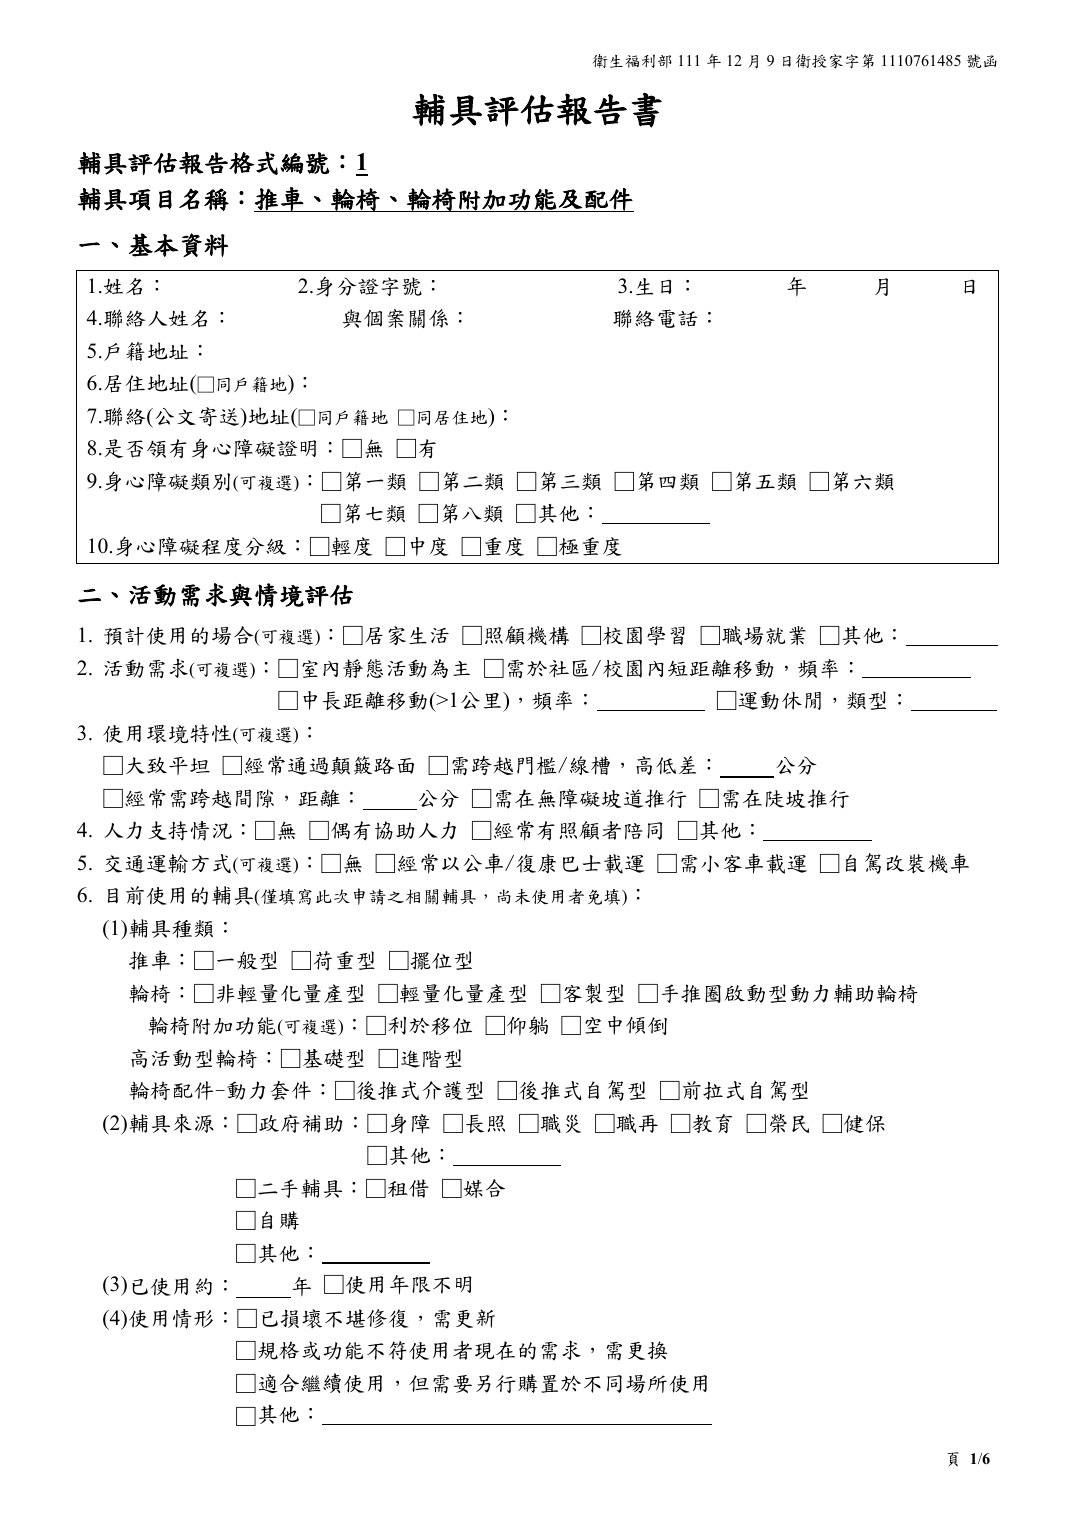 衛生福利部 111 年 12 月 9 日衛授家字第 1110761485 號函
輔具評估報告書
輔具評估報告格式編號：1
輔具項目名稱：推車、輪椅、輪椅附加功能及配件
一、基本資料
1.姓名： 2.身分證字號： 3.生日： 年 月 日
4.聯絡人姓名： 與個案關係： 聯絡電話：
5.戶籍地址：
6.居住地址(□同戶籍地)：
7.聯絡(公文寄送)地址(□同戶籍地 □同居住地)：
8.是否領有身心障礙證明：□無 □有
9.身心障礙類別(可複選)：□第一類 □第二類 □第三類 □第四類 □第五類 □第六類
□第七類 □第八類 □其他：__________
10.身心障礙程度分級：□輕度 □中度 □重度 □極重度
二、活動需求與情境評估
1. 預計使用的場合(可複選)：□居家生活 □照顧機構 □校園學習 □職場就業 □其他：________
2. 活動需求(可複選)：□室內靜態活動為主 □需於社區/校園內短距離移動，頻率：__________
□中長距離移動(>1公里)，頻率：__________ □運動休閒，類型：________
3. 使用環境特性(可複選)：
□大致平坦 □經常通過顛簸路面 □需跨越門檻/線槽，高低差：_____公分
□經常需跨越間隙，距離：_____公分 □需在無障礙坡道推行 □需在陡坡推行
4. 人力支持情況：□無 □偶有協助人力 □經常有照顧者陪同 □其他：__________
5. 交通運輸方式(可複選)：□無 □經常以公車/復康巴士載運 □需小客車載運 □自駕改裝機車
6. 目前使用的輔具(僅填寫此次申請之相關輔具，尚未使用者免填)：
(1)輔具種類：
推車：□一般型 □荷重型 □擺位型
輪椅：□非輕量化量產型 □輕量化量產型 □客製型 □手推圈啟動型動力輔助輪椅
輪椅附加功能(可複選)：□利於移位 □仰躺 □空中傾倒
高活動型輪椅：□基礎型 □進階型
輪椅配件-動力套件：□後推式介護型 □後推式自駕型 □前拉式自駕型
(2)輔具來源：□政府補助：□身障 □長照 □職災 □職再 □教育 □榮民 □健保
□其他：__________
□二手輔具：□租借 □媒合
□自購
□其他：__________
(3)已使用約：_____年 □使用年限不明
(4)使用情形：□已損壞不堪修復，需更新
□規格或功能不符使用者現在的需求，需更換
□適合繼續使用，但需要另行購置於不同場所使用
□其他：____________________________________
頁 1/6